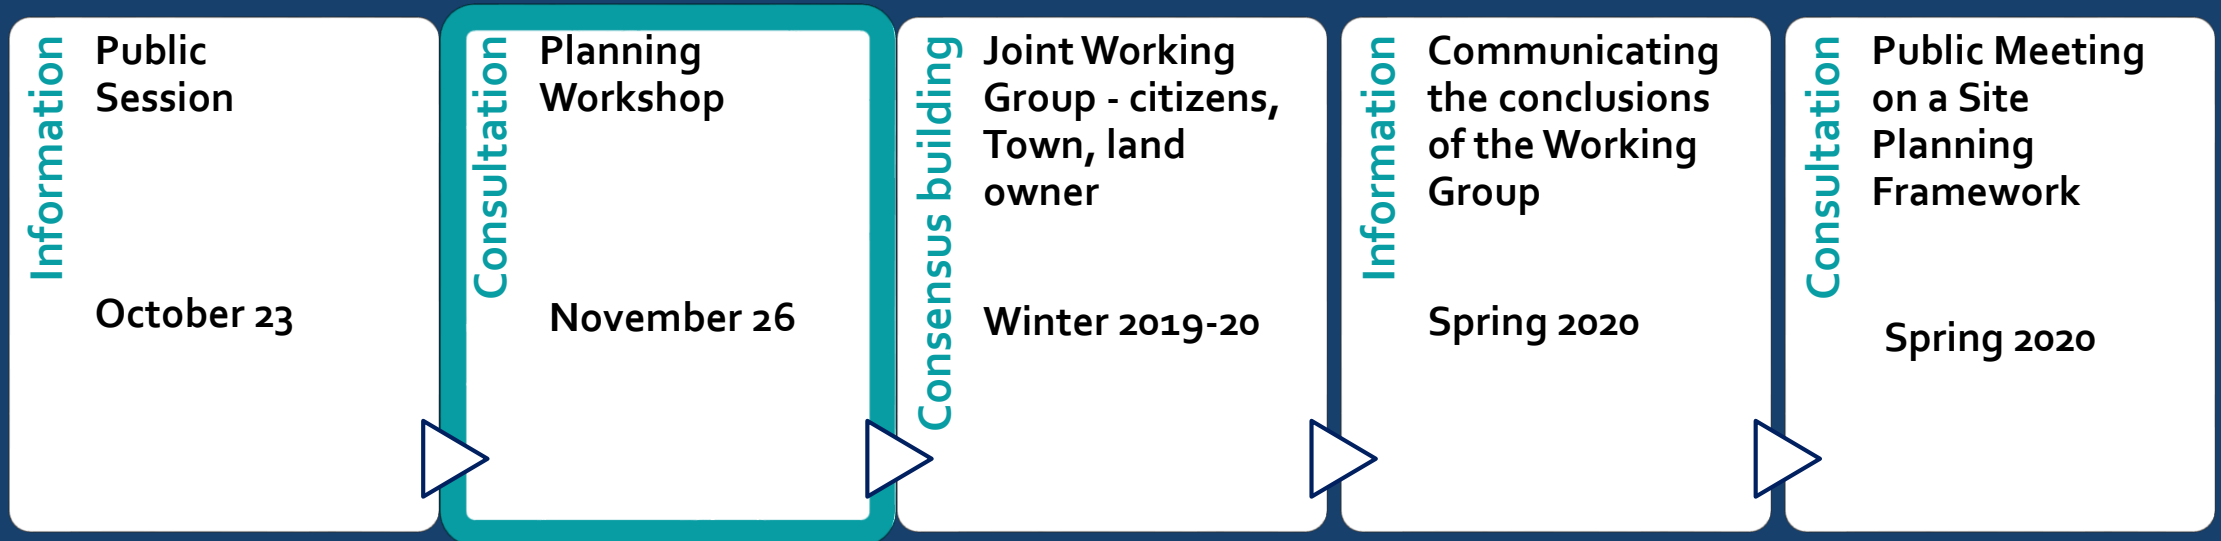 Information
Public
Session
October 23
Consultation
Planning
Workshop
November 26
Consensus building
Joint Working
Group - citizens,
Town, land
owner
Winter 2019-20
Information
Communicating
the conclusions
of the Working
Group
Spring 2020
Consultation
Public Meeting
on a Site
Planning
Framework
Spring 2020